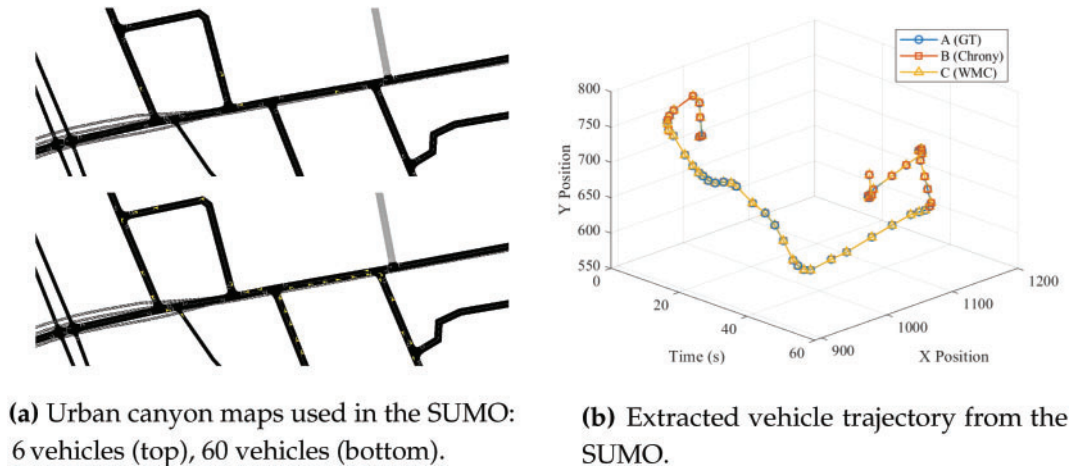 A (GT)
B (Chrony)
C (WMC)
800
750
700
650
600
550
Y Position
0
20
40
60
Time (s)
900
1000
1100
1200
X Position
(a) Urban canyon maps used in the SUMO:
6 vehicles (top), 60 vehicles (bottom).
(b) Extracted vehicle trajectory from the
SUMO.